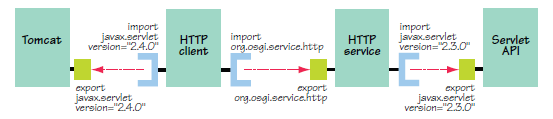 Tomcat
import
javax.servlet
version="2.4.0"
export
javax.servlet
version="2.4.0"
HTTP
client
import
org.osgi.service.http
export
org.osgi.service.http
HTTP
service
import
javax.servlet
version="2.3.0"
export
javax.servlet
version="2.3.0"
Servlet
API